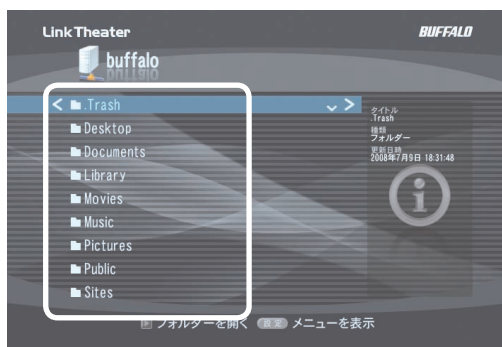 LinkTheater
BUFFALO
buffalo
.Trash
Desktop
Documents
Library
Movies
Music
Pictures
Public
Sites
タイトル
.Trash
種類
フォルダー
更新日時
2008年7月9日 18:31:48
フォルダーを開く 設定 メニューを表示